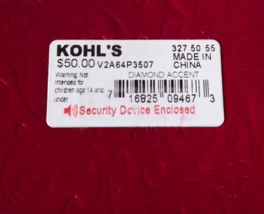 KOHL'S 327 50 55
$50.00 V2A64P3507 MADE IN
Warning. Not DIAMOND ACCENT CHINA
intended for
children age 14 and
under
7 16825 09467 3
Security Device Enclosed